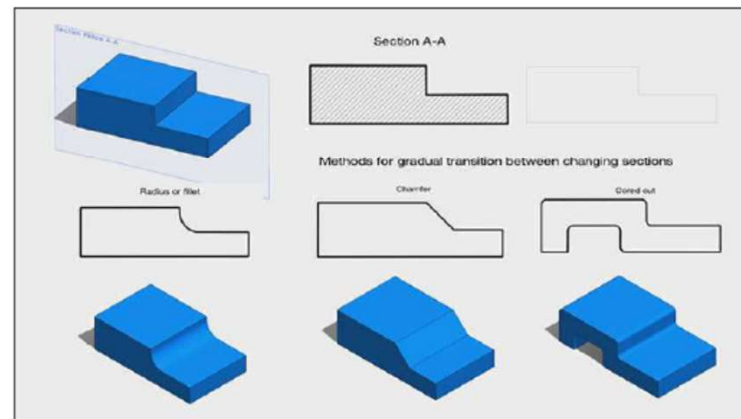 Section A-A
Methods for gradual transition between changing sections
Radius or fillet
Chamfer
Cored out